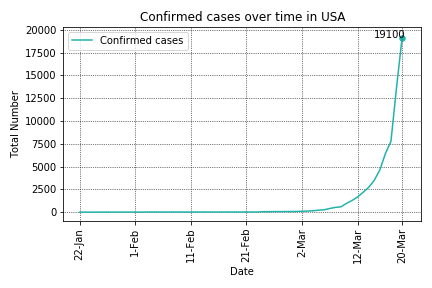 Confirmed cases over time in USA
20000
19100
Confirmed cases
17500
15000
12500
10000
7500
5000
2500
0
Total Number
22-Jan
1-Feb
11-Feb
21-Feb
2-Mar
12-Mar
20-Mar
Date